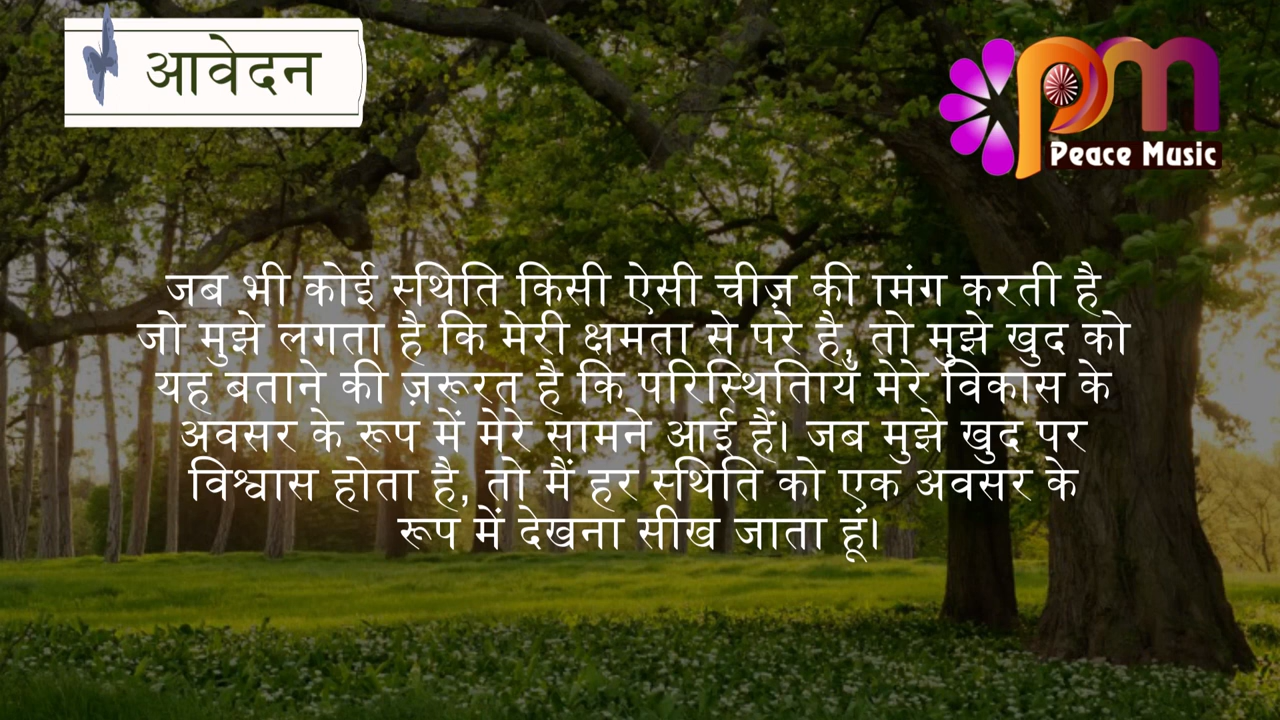 आवेदन
pm
Peace Music
जब भी कोई स्थिति किसी ऐसी चीज़ की ामंग करती है
जो मुझे लगता है कि मेरी क्षमता से परे है, तो मुझे खुद को
यह बताने की ज़रूरत है कि परिस्थितिायँ मेरे विकास के
अवसर के रूप में मेरे सामने आई हैं। जब मुझे खुद पर
विश्वास होता है, तो मैं हर स्थिति को एक अवसर के
रूप में देखना सीख जाता हूं।